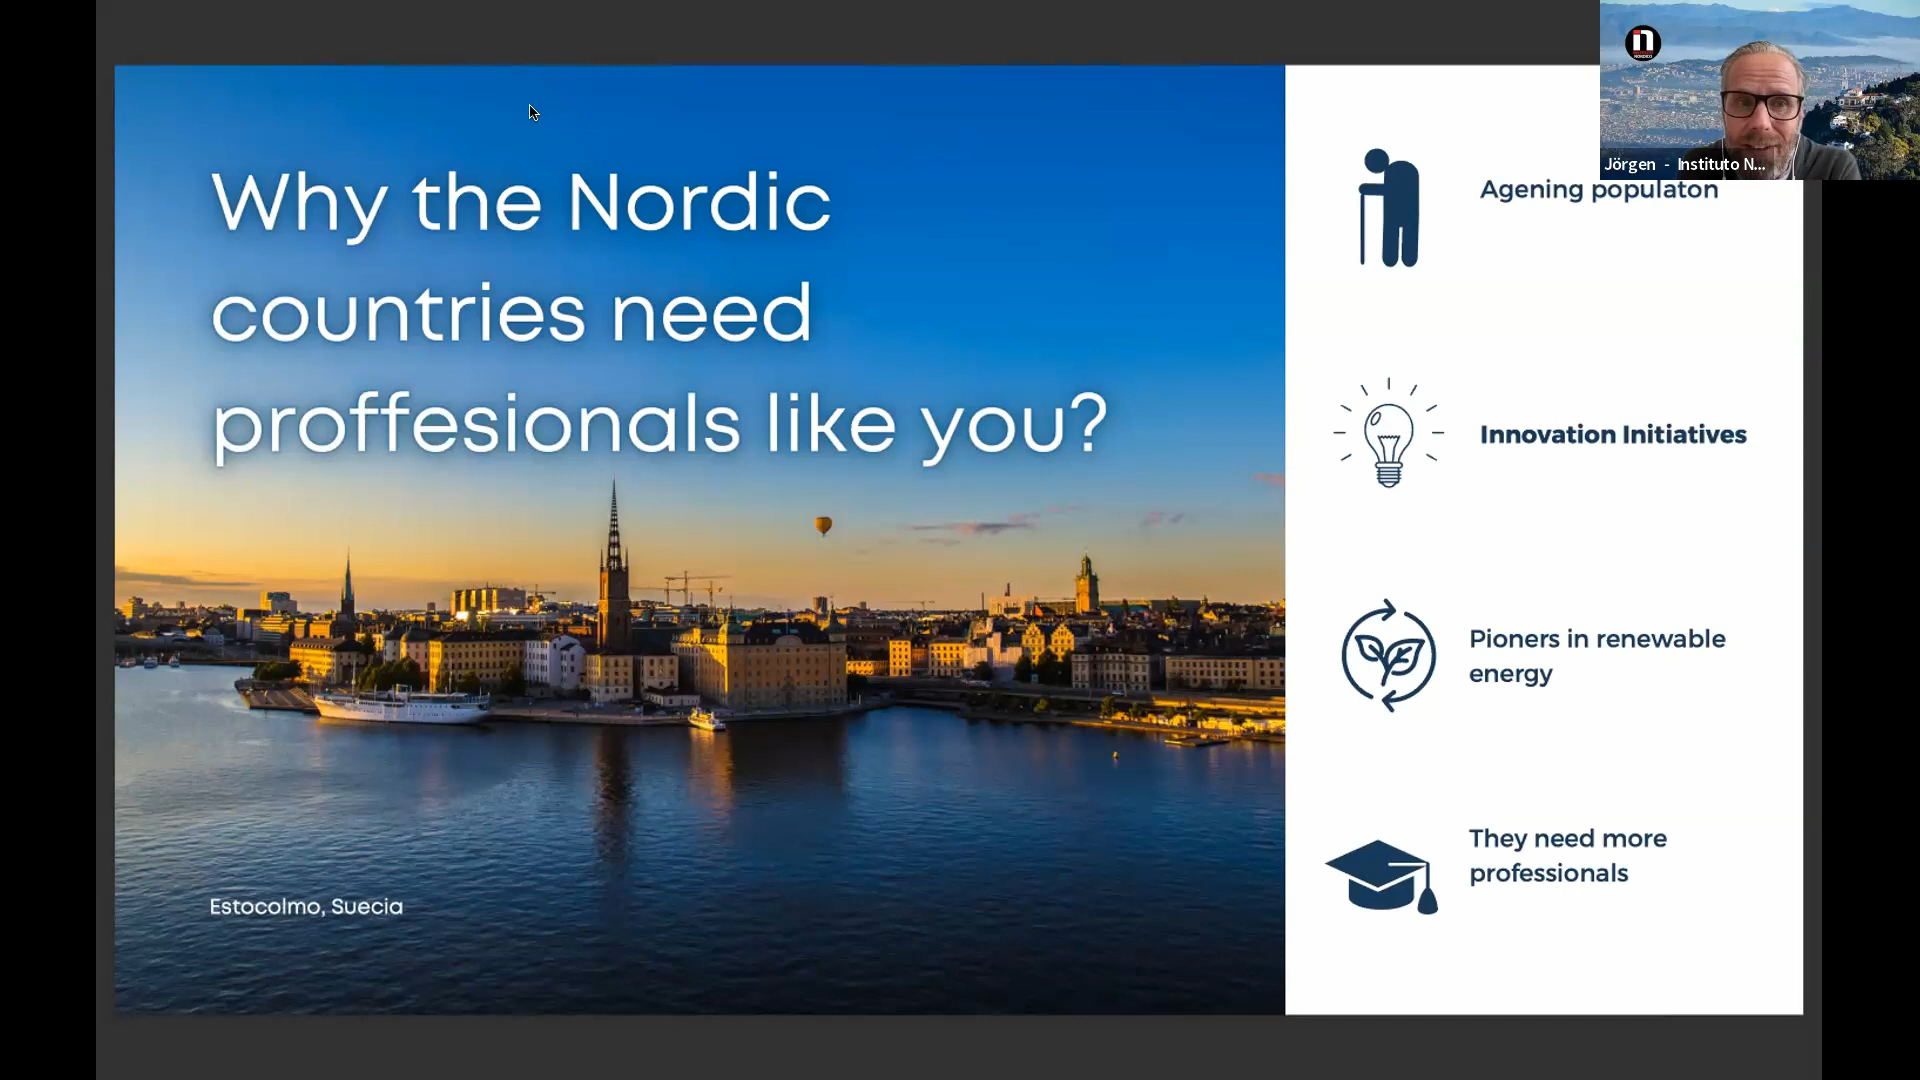 Why the Nordic
countries need
proffesionals like you?
Estocolmo, Suecia
Agening populaton
Innovation Initiatives
Pioners in renewable
energy
They need more
professionals
Jörgen - Instituto N...